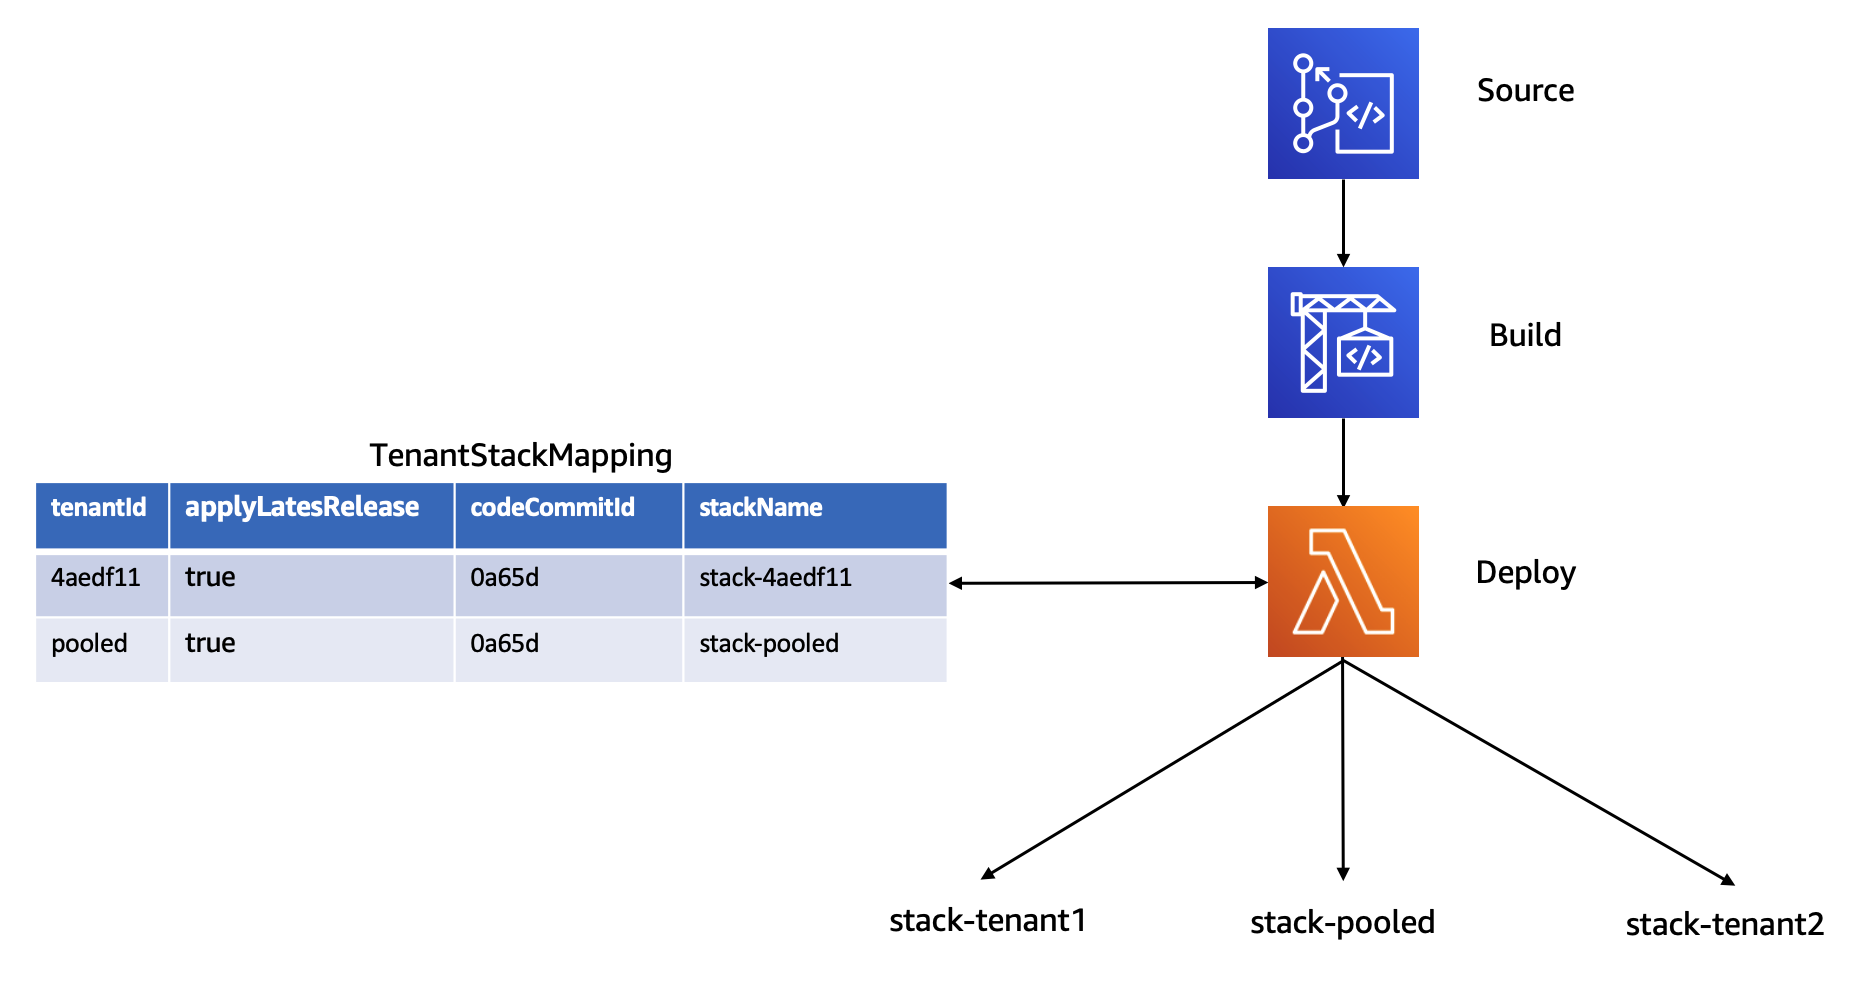 Source
Build
TenantStackMapping
tenantId applyLatesRelease codeCommitId stackName
4aedf11 true 0a65d stack-4aedf11
pooled true 0a65d stack-pooled
Deploy
stack-tenant1 stack-pooled stack-tenant2